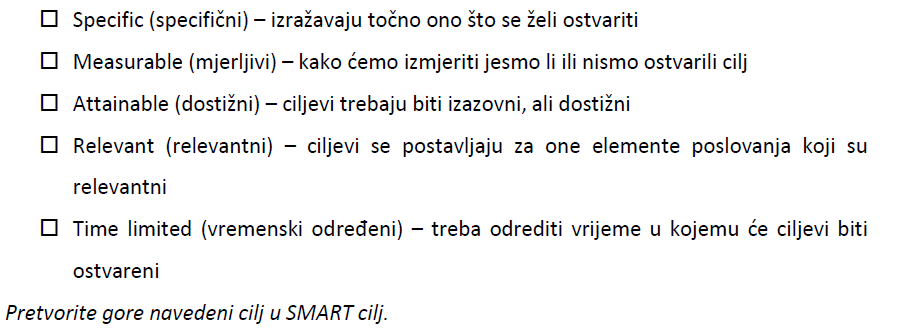 ☐ Specific (specifični) – izražavaju točno ono što se želi ostvariti
☐ Measurable (mjerljivi) – kako ćemo izmjeriti jesmo li ili nismo ostvarili cilj
☐ Attainable (dostižni) – ciljevi trebaju biti izazovni, ali dostižni
☐ Relevant (relevantni) – ciljevi se postavljaju za one elemente poslovanja koji su
relevantni
☐ Time limited (vremenski određeni) – treba odrediti vrijeme u kojemu će ciljevi biti
ostvareni
Pretvorite gore navedeni cilj u SMART cilj.